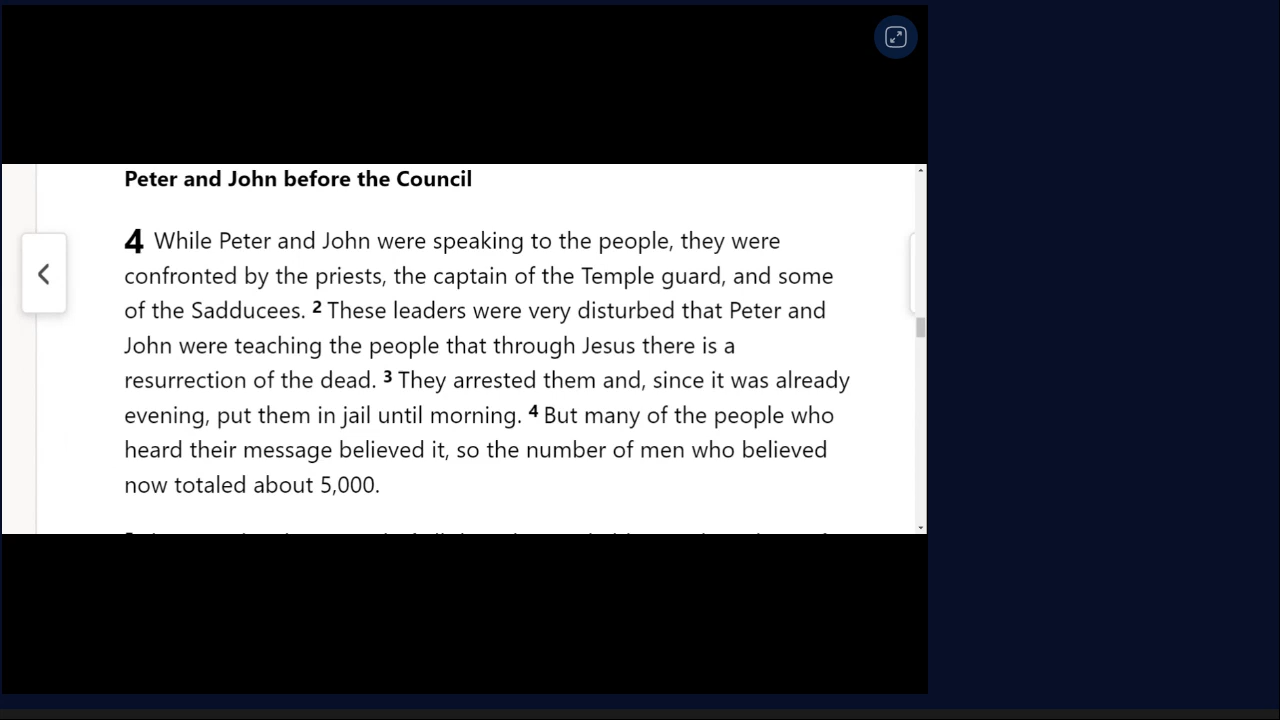 Peter and John before the Council
4 While Peter and John were speaking to the people, they were
confronted by the priests, the captain of the Temple guard, and some
of the Sadducees. 2 These leaders were very disturbed that Peter and
John were teaching the people that through Jesus there is a
resurrection of the dead. 3 They arrested them and, since it was already
evening, put them in jail until morning. 4 But many of the people who
heard their message believed it, so the number of men who believed
now totaled about 5,000.